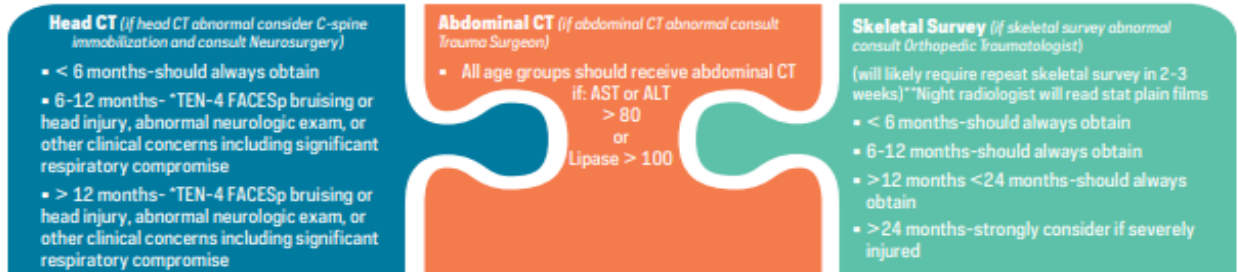 Head CT (if head CT abnormal consider C-spine
immobilization and consult Neurosurgery)
▪ < 6 months-should always obtain
▪ 6-12 months- *TEN-4 FACESp bruising or
head injury, abnormal neurologic exam, or
other clinical concerns including significant
respiratory compromise
▪ > 12 months- *TEN-4 FACESp bruising or
head injury, abnormal neurologic exam, or
other clinical concerns including significant
respiratory compromise
Abdominal CT (if abdominal CT abnormal consult
Trauma Surgeon)
▪ All age groups should receive abdominal CT
if: AST or ALT
> 80
or
Lipase > 100
Skeletal Survey (if skeletal survey abnormal
consult Orthopedic Traumatologist)
(will likely require repeat skeletal survey in 2-3
weeks)**Night radiologist will read stat plain films
▪ < 6 months-should always obtain
▪ 6-12 months-should always obtain
▪ >12 months <24 months-should always
obtain
▪ >24 months-strongly consider if severely
injured